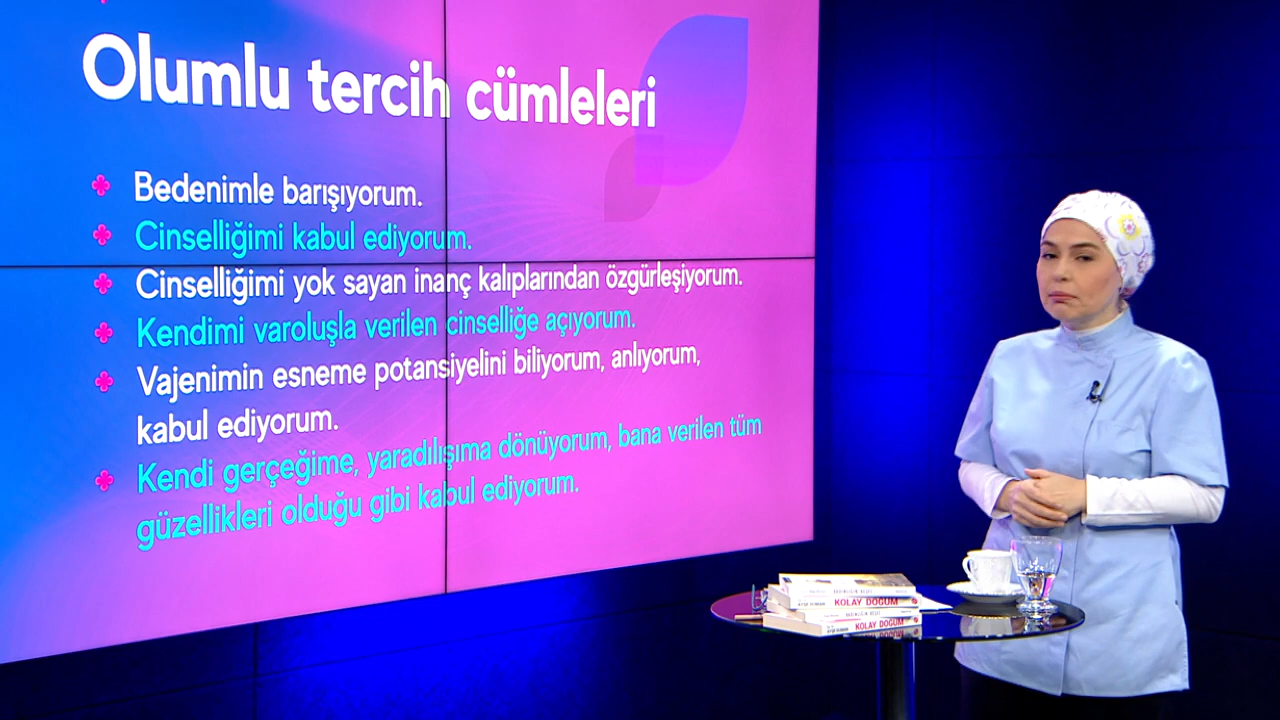 Olumlu tercih cümleleri
Bedenimle barışıyorum.
Cinselliğimi kabul ediyorum.
Cinselliğimi yok sayan inanç kalıplarından özgürleşiyorum.
Kendimi varoluşla verilen cinselliğe açıyorum.
Vajenimin esneme potansiyelini biliyorum, anlıyorum,
kabul ediyorum.
Kendi gerçeğime, yaradılışıma dönüyorum, bana verilen tüm
güzellikleri olduğu gibi kabul ediyorum.
KOLAY DOĞUM
KOLAY DOĞUM